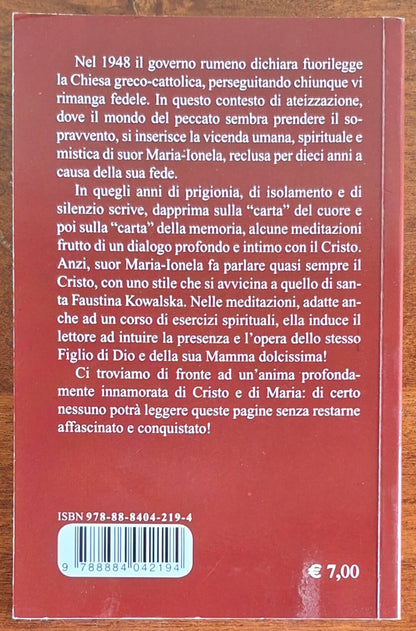 Nel 1948 il governo rumeno dichiara fuorilegge
la Chiesa greco-cattolica, perseguitando chiunque vi
rimanga fedele. In questo contesto di ateizzazione,
dove il mondo del peccato sembra prendere il so-
pravvento, si inserisce la vicenda umana, spirituale e
mistica di suor Maria-Ionela, reclusa per dieci anni a
causa della sua fede.
In quegli anni di prigionia, di isolamento e di
silenzio scrive, dapprima sulla “carta” del cuore e
poi sulla “carta” della memoria, alcune meditazioni
frutto di un dialogo profondo e intimo con il Cristo.
Anzi, suor Maria-Ionela fa parlare quasi sempre il
Cristo, con uno stile che si avvicina a quello di san-
ta Faustina Kowalska. Nelle meditazioni, adatte an-
che ad un corso di esercizi spirituali, ella induce il
lettore ad intuire la presenza e l’opera dello stesso
Figlio di Dio e della sua Mamma dolcissima!
Ci troviamo di fronte ad un’anima profonda-
mente innamorata di Cristo e di Maria: di certo
nessuno potrà leggere queste pagine senza restarne
affascinato e conquistato!
ISBN 978-88-8404-219-4
9 788884 042194
€ 7,00